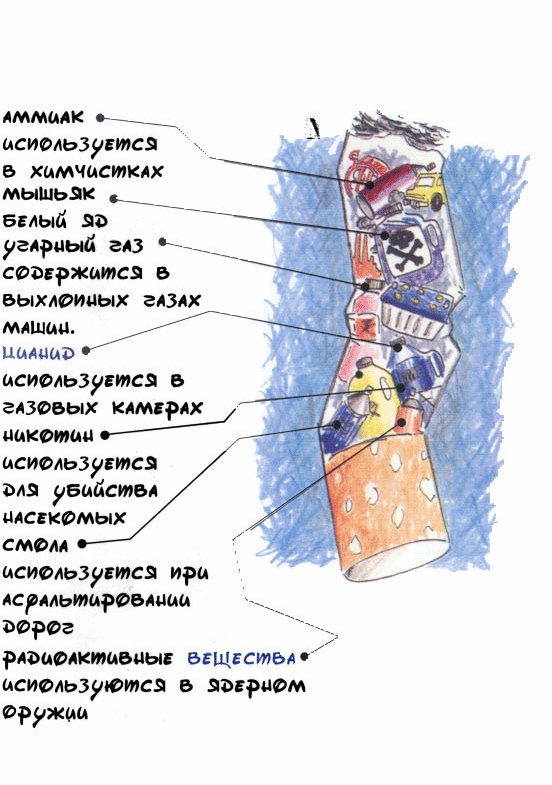 АММИАК
ИСПОЛЬЗУЕТСЯ
В ХИМЧИСТКАХ
МЫШЬЯК
БЕЛЫЙ ЯД
УГАРНЫЙ ГАЗ
СОДЕРЖИТСЯ В
ВЫХЛОПНЫХ ГАЗАХ
МАШИН.
ЦИАНИД
ИСПОЛЬЗУЕТСЯ В
ГАЗОВЫХ КАМЕРАХ
НИКОТИН
ИСПОЛЬЗУЕТСЯ
ДЛЯ УБИЙСТВА
НАСЕКОМЫХ
СМОЛА
ИСПОЛЬЗУЕТСЯ ПРИ
АСФАЛЬТИРОВАНИИ
ДОРОГ
РАДИОАКТИВНЫЕ ВЕЩЕСТВА
ИСПОЛЬЗУЮТСЯ В ЯДЕРНОМ
ОРУЖИИ